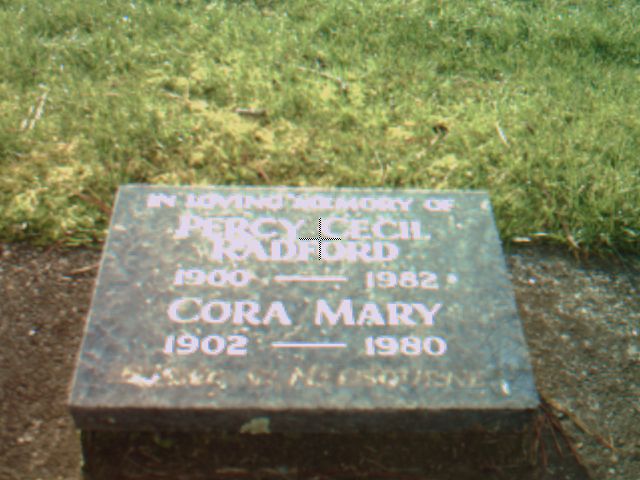 IN LOVING MEMORY OF
PERCY CECIL
RADFORD
1900 — 1982
CORA MARY
1902 — 1980